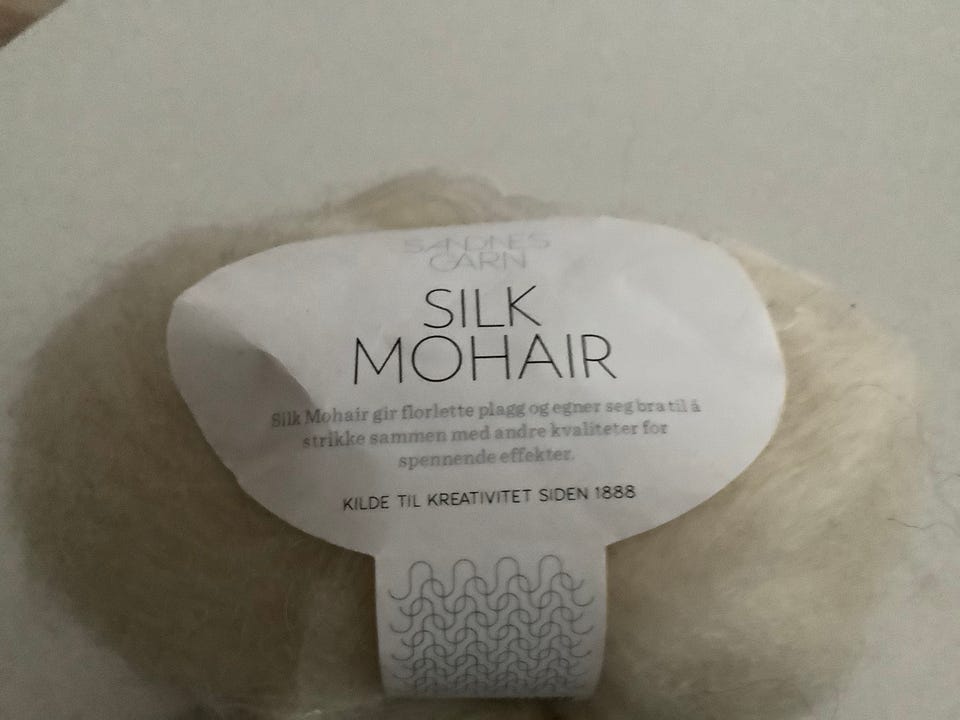 SANDNES
GARN
SILK
MOHAIR
Silk Mohair gir florlette plagg og egner seg bra til å
strikke sammen med andre kvaliteter for
spennende effekter.
KILDE TIL KREATIVITET SIDEN 1888